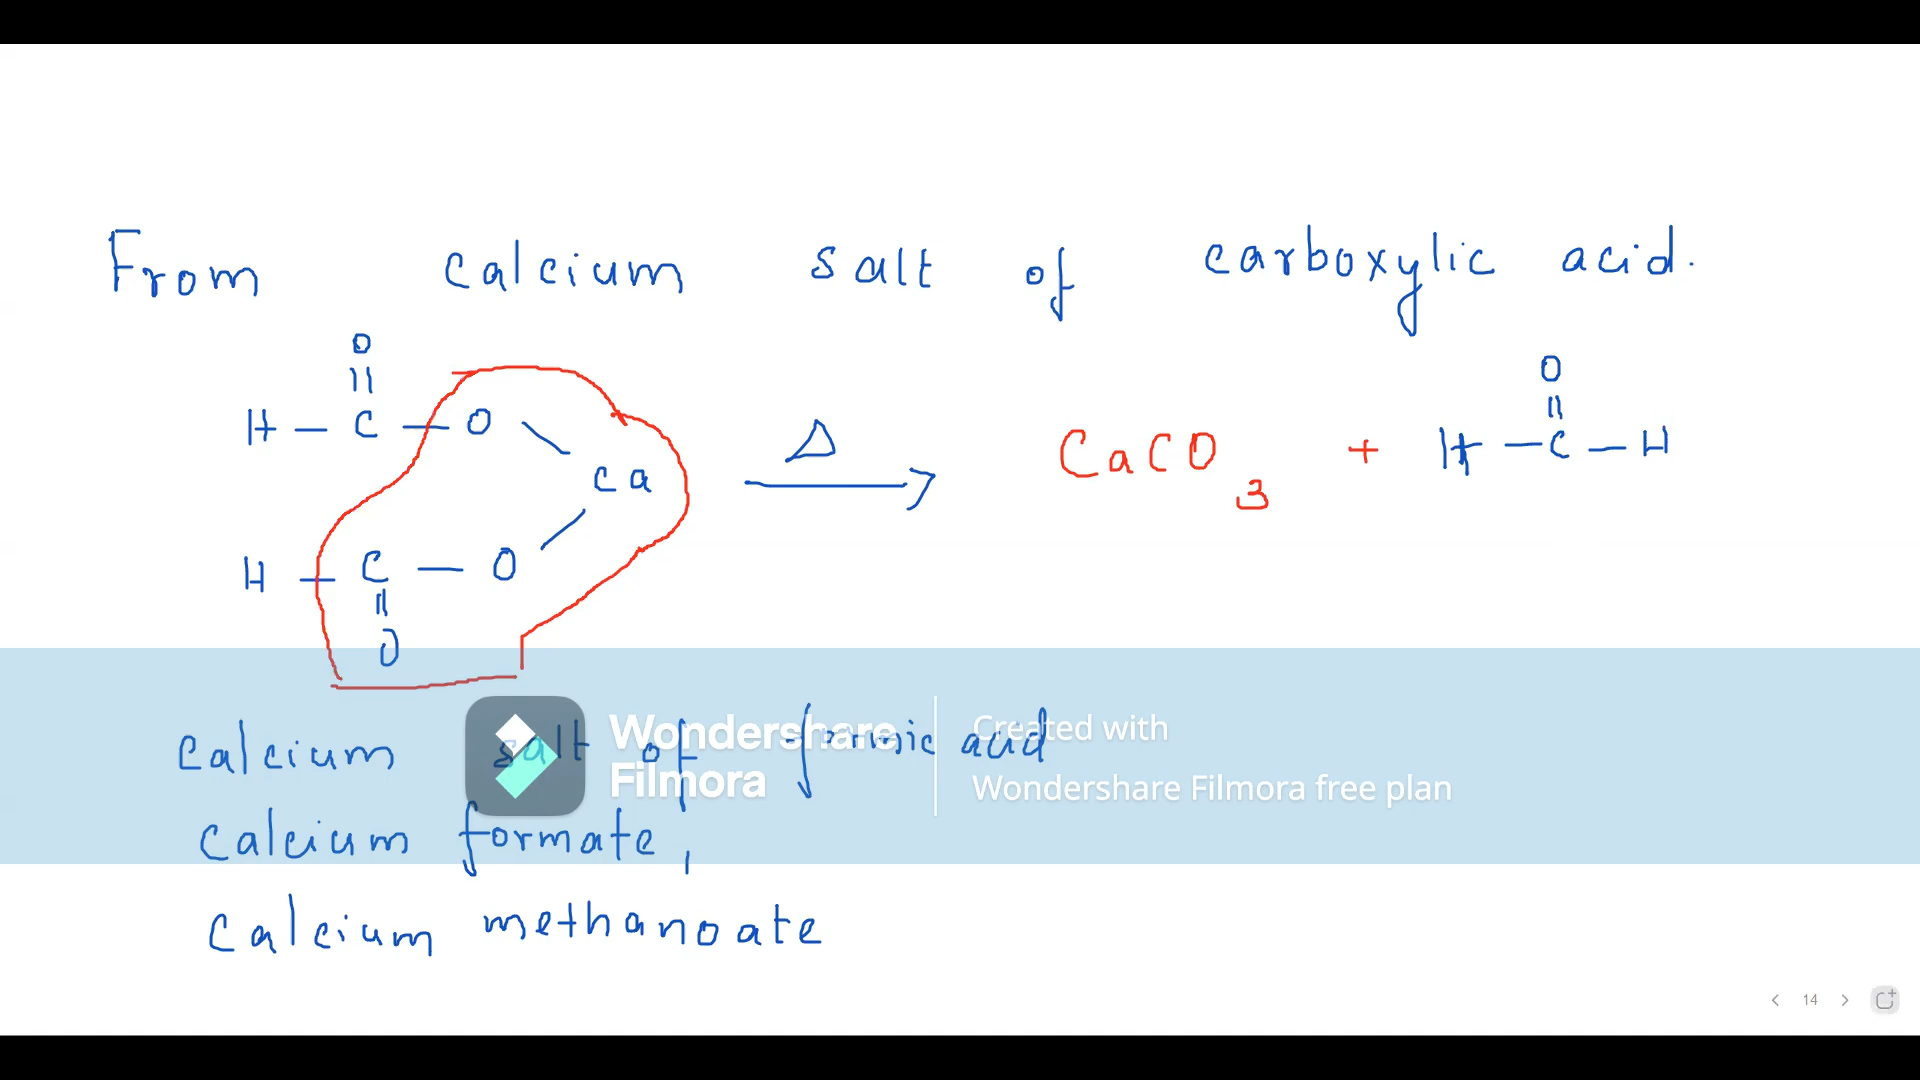 From calcium salt of carboxylic acid.
O
||
H — C — O
Ca
H — C — O
||
O
Δ
CaCO3 + H — C — H
O
||
calcium salt of formic acid
Wondershare
Filmora
Created with
Wondershare Filmora free plan
calcium formate,
calcium methanoate
14